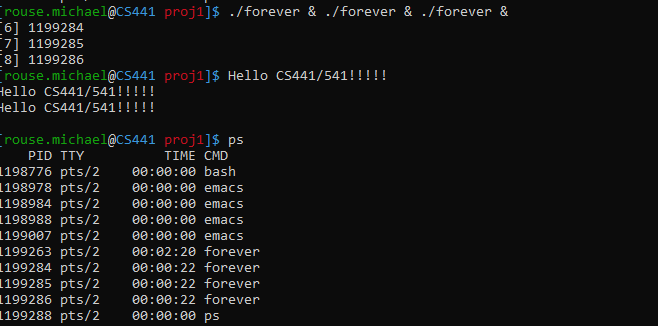 [rouse.michael@CS441 proj1]$ ./forever & ./forever & ./forever &
[6] 1199284
[7] 1199285
[8] 1199286
[rouse.michael@CS441 proj1]$ Hello CS441/541!!!!!
Hello CS441/541!!!!!
Hello CS441/541!!!!!
[rouse.michael@CS441 proj1]$ ps
PID TTY TIME CMD
1198776 pts/2 00:00:00 bash
1198978 pts/2 00:00:00 emacs
1198984 pts/2 00:00:00 emacs
1198988 pts/2 00:00:00 emacs
1199007 pts/2 00:00:00 emacs
1199263 pts/2 00:02:20 forever
1199284 pts/2 00:00:22 forever
1199285 pts/2 00:00:22 forever
1199286 pts/2 00:00:22 forever
1199288 pts/2 00:00:00 ps